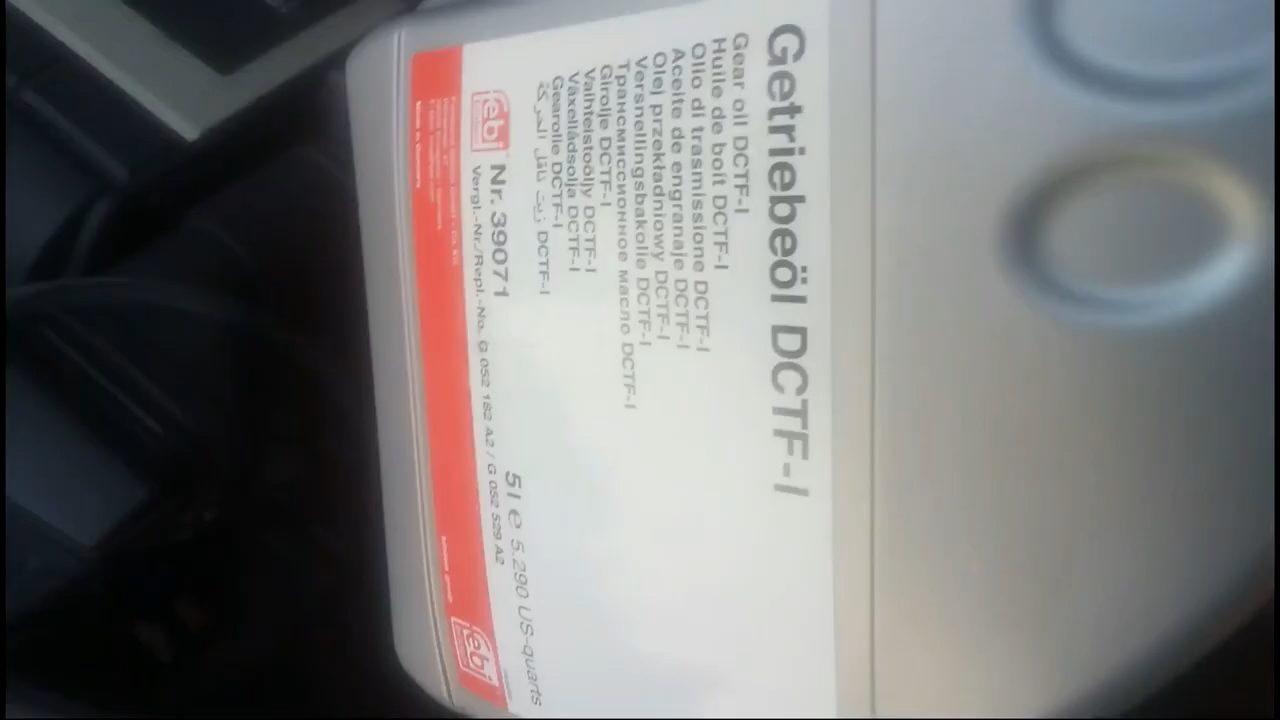 Getriebeöl DCTF-I
Gear oil DCTF-I
Huile de boît DCTF-I
Olio di trasmissione DCTF-I
Aceite de engranaje DCTF-I
Olej przekładniowy DCTF-I
Versnellingsbakolie DCTF-I
Трансмиссионное масло DCTF-I
Girolje DCTF-I
Vaihteistoöljy DCTF-I
Växellådsolja DCTF-I
Gearolie DCTF-I
زيت ناقل الحركة DCTF-I
5 l e 5.290 US-quarts
febi Nr. 39071
Vergl.-Nr./Repl.-No. G 052 182 A2 / G 052 529 A2
febi